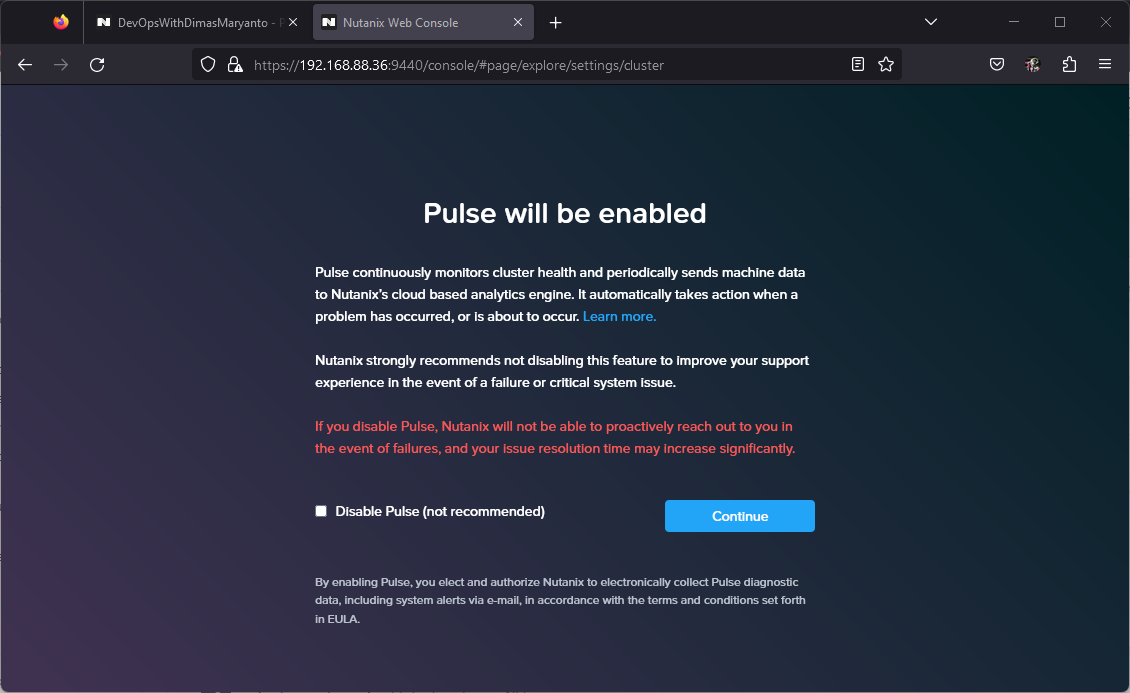 DevOpsWithDimasMaryanto -
Nutanix Web Console
https://192.168.88.36:9440/console/#page/explore/settings/cluster
Pulse will be enabled
Pulse continuously monitors cluster health and periodically sends machine data
to Nutanix's cloud based analytics engine. It automatically takes action when a
problem has occurred, or is about to occur. Learn more.
Nutanix strongly recommends not disabling this feature to improve your support
experience in the event of a failure or critical system issue.
If you disable Pulse, Nutanix will not be able to proactively reach out to you in
the event of failures, and your issue resolution time may increase significantly.
Disable Pulse (not recommended)
Continue
By enabling Pulse, you elect and authorize Nutanix to electronically collect Pulse diagnostic
data, including system alerts via e-mail, in accordance with the terms and conditions set forth
in EULA.